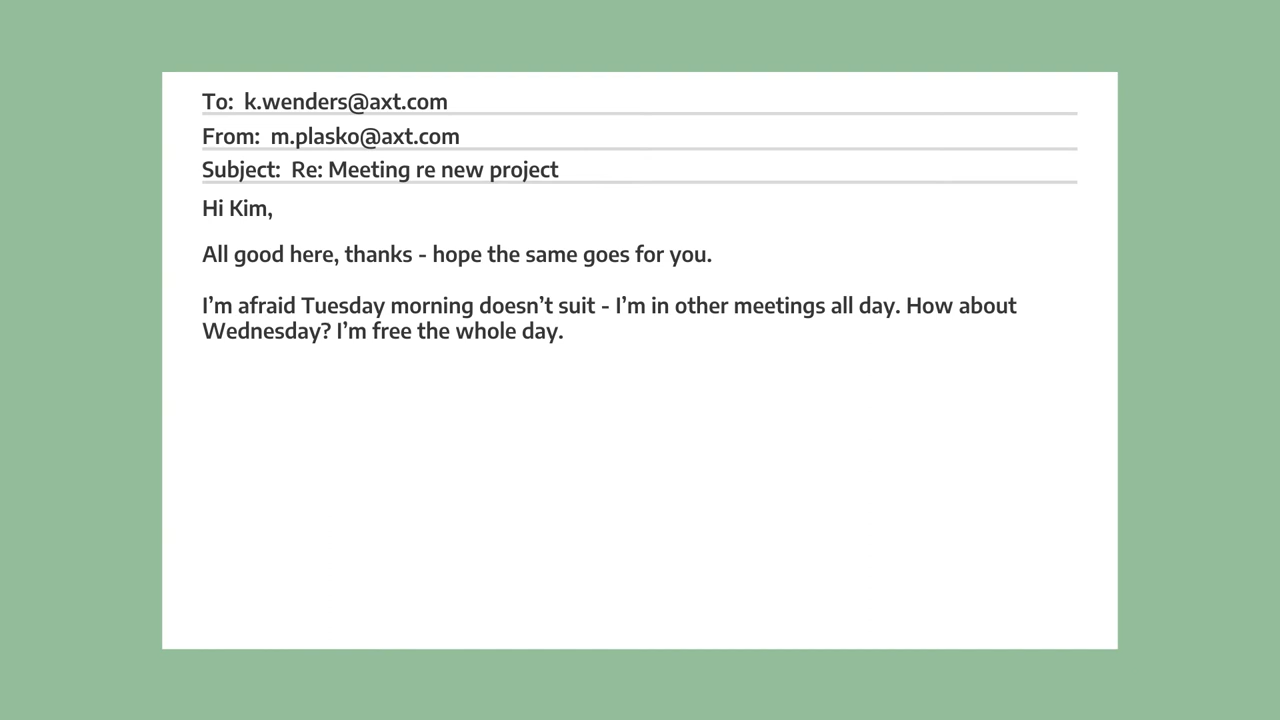 To: k.wenders@axt.com
From: m.plasko@axt.com
Subject: Re: Meeting re new project
Hi Kim,
All good here, thanks - hope the same goes for you.
I’m afraid Tuesday morning doesn’t suit - I’m in other meetings all day. How about
Wednesday? I’m free the whole day.